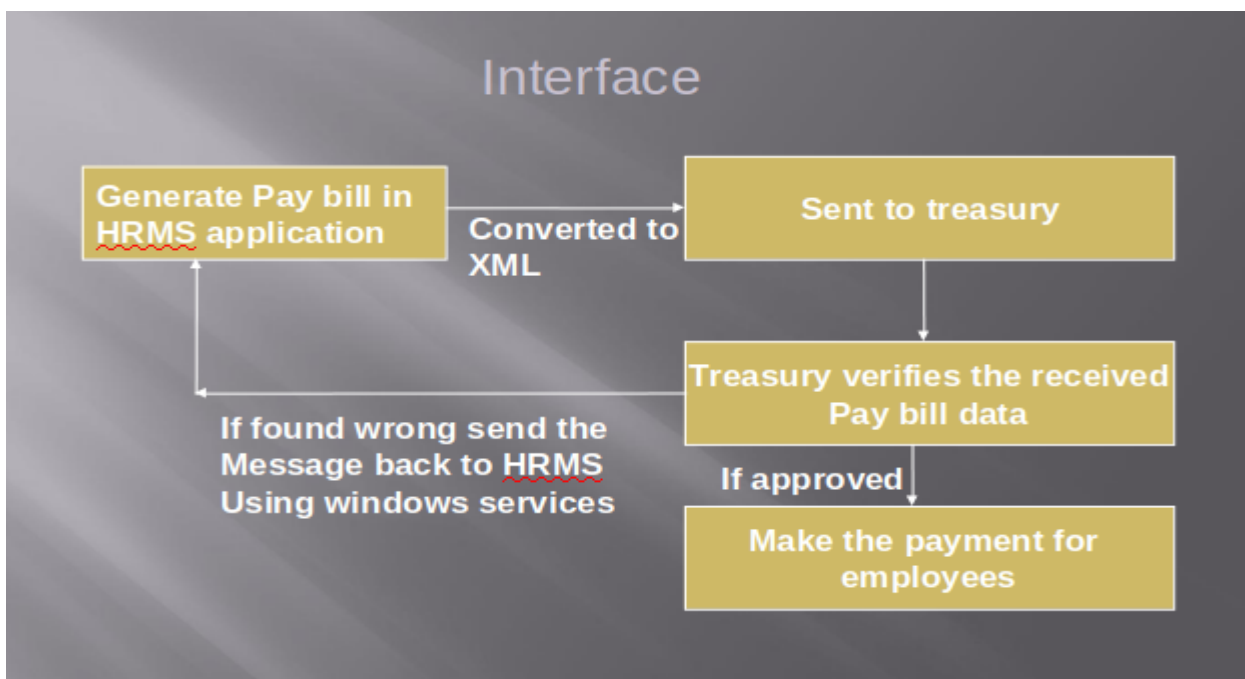 Interface
Generate Pay bill in
HRMS application
Converted to
XML
Sent to treasury
Treasury verifies the received
Pay bill data
If found wrong send the
Message back to HRMS
Using windows services
If approved
Make the payment for
employees